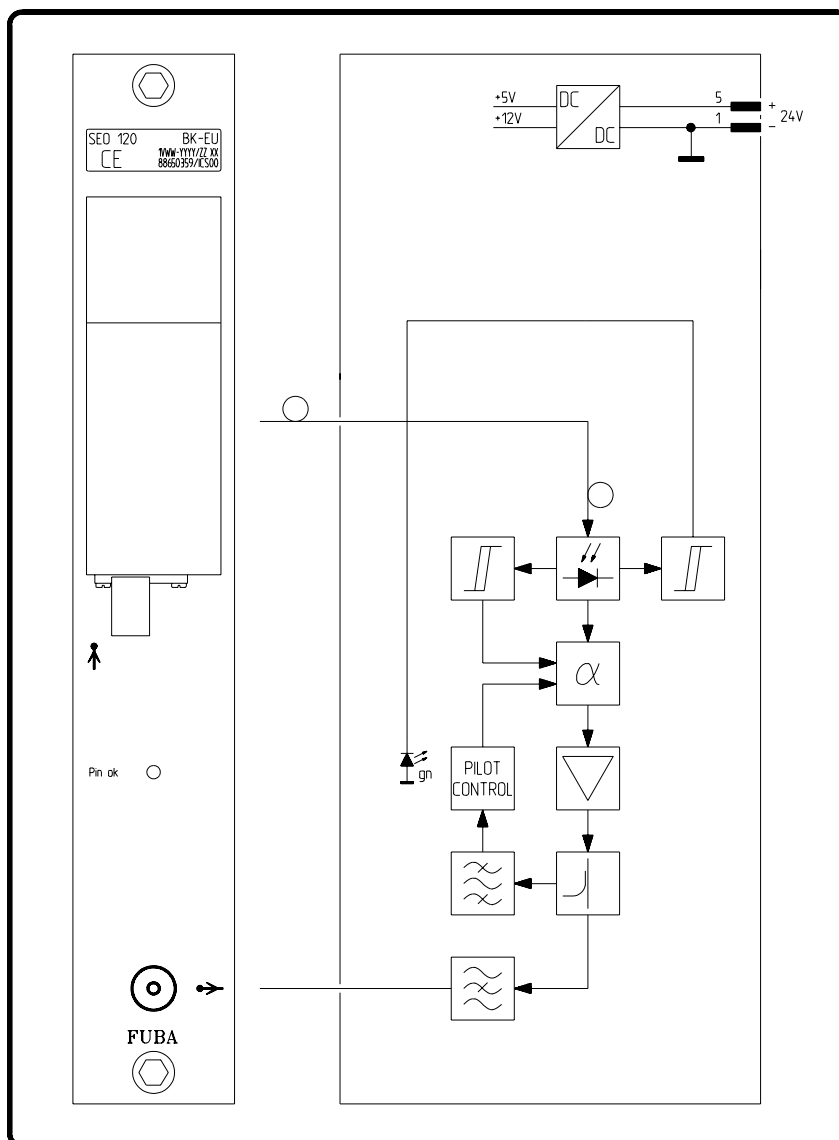 SEO 120 BK-EU
CE 1VWW-YYYY/ZZ XX
88650359/ICS00
Pin ok
FUBA
+5V DC 5 +
24V
+12V DC 1 −
α
gn
PILOT
CONTROL